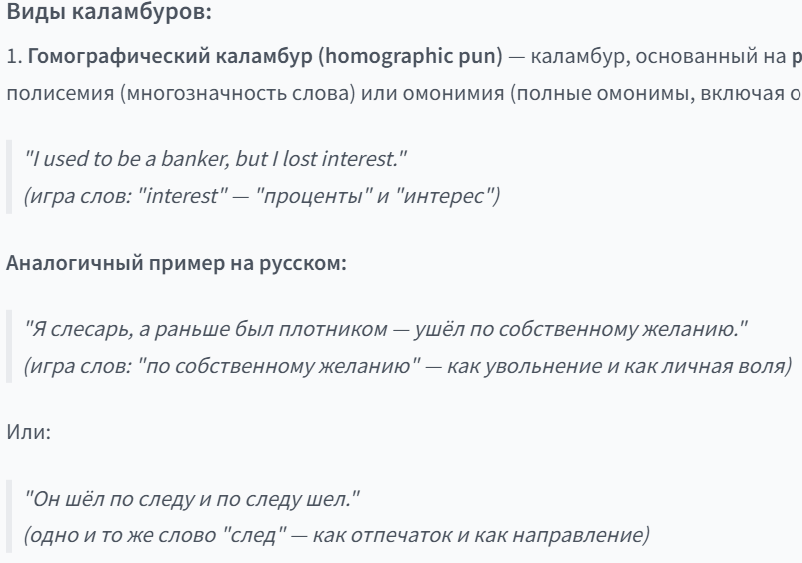 Виды каламбуров:
1. Гомографический каламбур (homographic pun) — каламбур, основанный на
полисемия (многозначность слова) или омонимия (полные омонимы, включая
"I used to be a banker, but I lost interest."
(игра слов: "interest" — "проценты" и "интерес")
Аналогичный пример на русском:
"Я слесарь, а раньше был плотником — ушёл по собственному желанию."
(игра слов: "по собственному желанию" — как увольнение и как личная воля)
Или:
"Он шёл по следу и по следу шел."
(одно и то же слово "след" — как отпечаток и как направление)